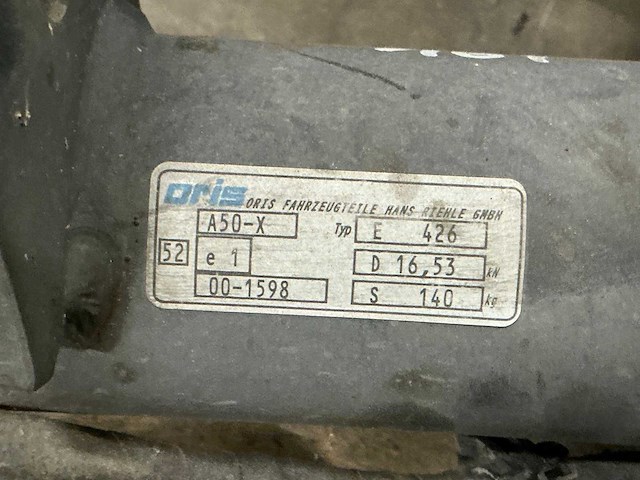 oris ORIS FAHRZEUGTEILE HANS RIEHLE GMBH
A50-X Typ E 426
52 e 1 D 16,53 kN
00-1598 S 140 kg